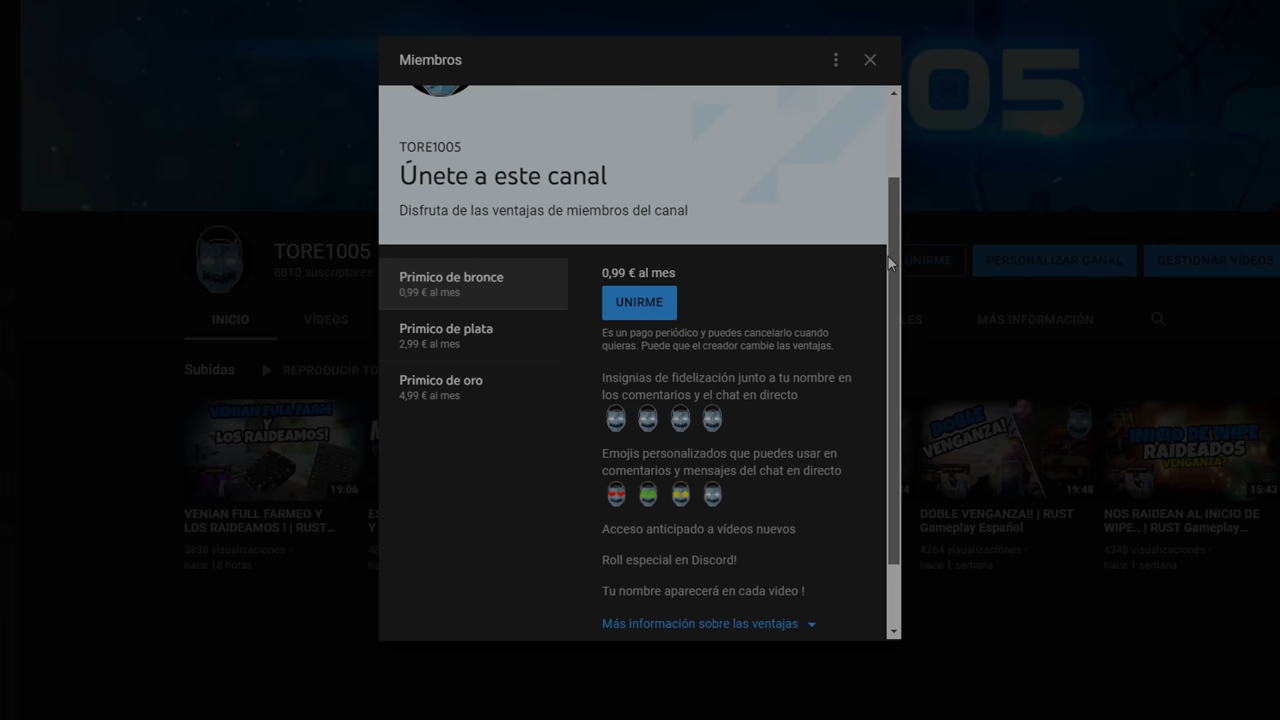 05
Miembros
TORE1005
Únete a este canal
Disfruta de las ventajas de miembros del canal
Primico de bronce
0,99 € al mes
Primico de plata
2,99 € al mes
Primico de oro
4,99 € al mes
0,99 € al mes
UNIRME
Es un pago periódico y puedes cancelarlo cuando
quieras. Puede que el creador cambie las ventajas.
Insignias de fidelización junto a tu nombre en
los comentarios y el chat en directo
Emojis personalizados que puedes usar en
comentarios y mensajes del chat en directo
Acceso anticipado a vídeos nuevos
Roll especial en Discord!
Tu nombre aparecerá en cada video !
Más información sobre las ventajas
TORE1005
8810 suscriptores
UNIRME
PERSONALIZAR CANAL
GESTIONAR VÍDEOS
INICIO
VÍDEOS
MÁS INFORMACIÓN
Subidas
REPRODUCIR TO
VENIAN FULL FARM
Y
LOS RAIDEAMOS!
19:06
VENIAN FULL FARMEO Y
LOS RAIDEAMOS ! | RUST...
3836 visualizaciones •
hace 18 horas
DOBLE
VENGANZA!
19:48
DOBLE VENGANZA!! | RUST
Gameplay Español
4264 visualizaciones •
hace 1 semana
INICIO DE WIPE
RAIDEADOS
VENGANZA?
15:43
NOS RAIDEAN AL INICIO DE
WIPE.. | RUST Gameplay...
4348 visualizaciones •
hace 1 semana